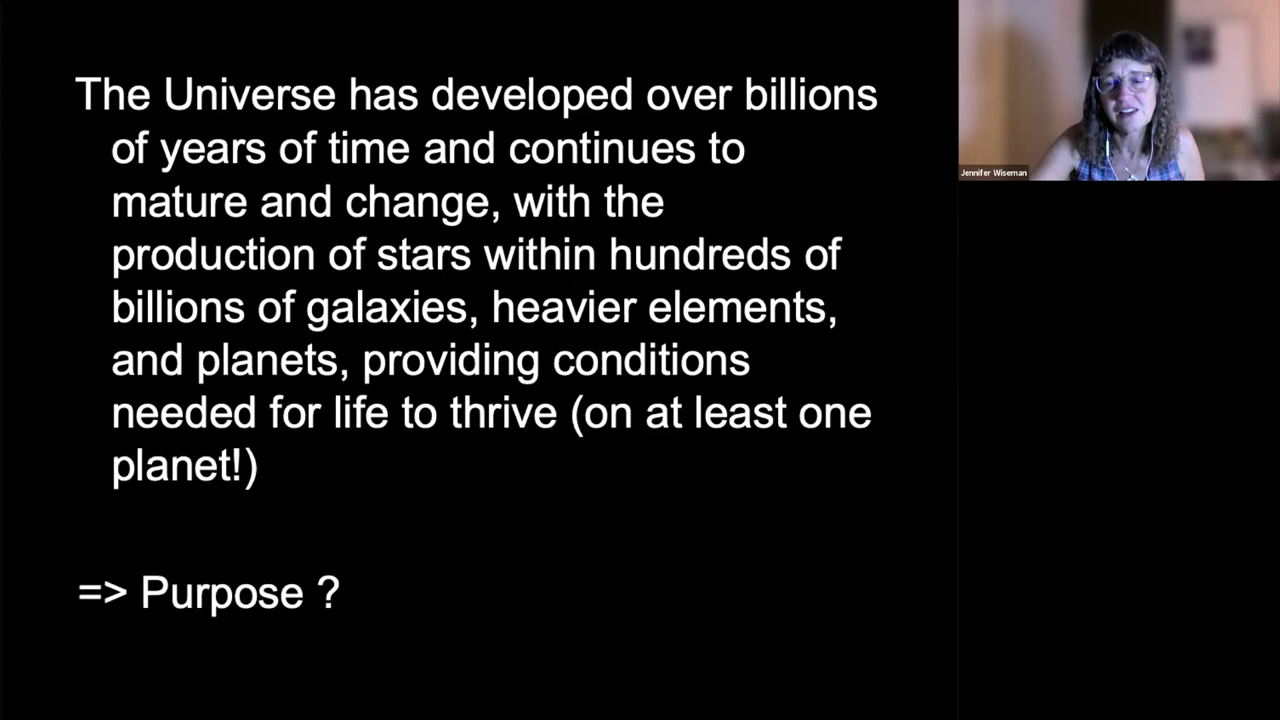 The Universe has developed over billions
of years of time and continues to
mature and change, with the
production of stars within hundreds of
billions of galaxies, heavier elements,
and planets, providing conditions
needed for life to thrive (on at least one
planet!)
=> Purpose ?
Jennifer Wiseman